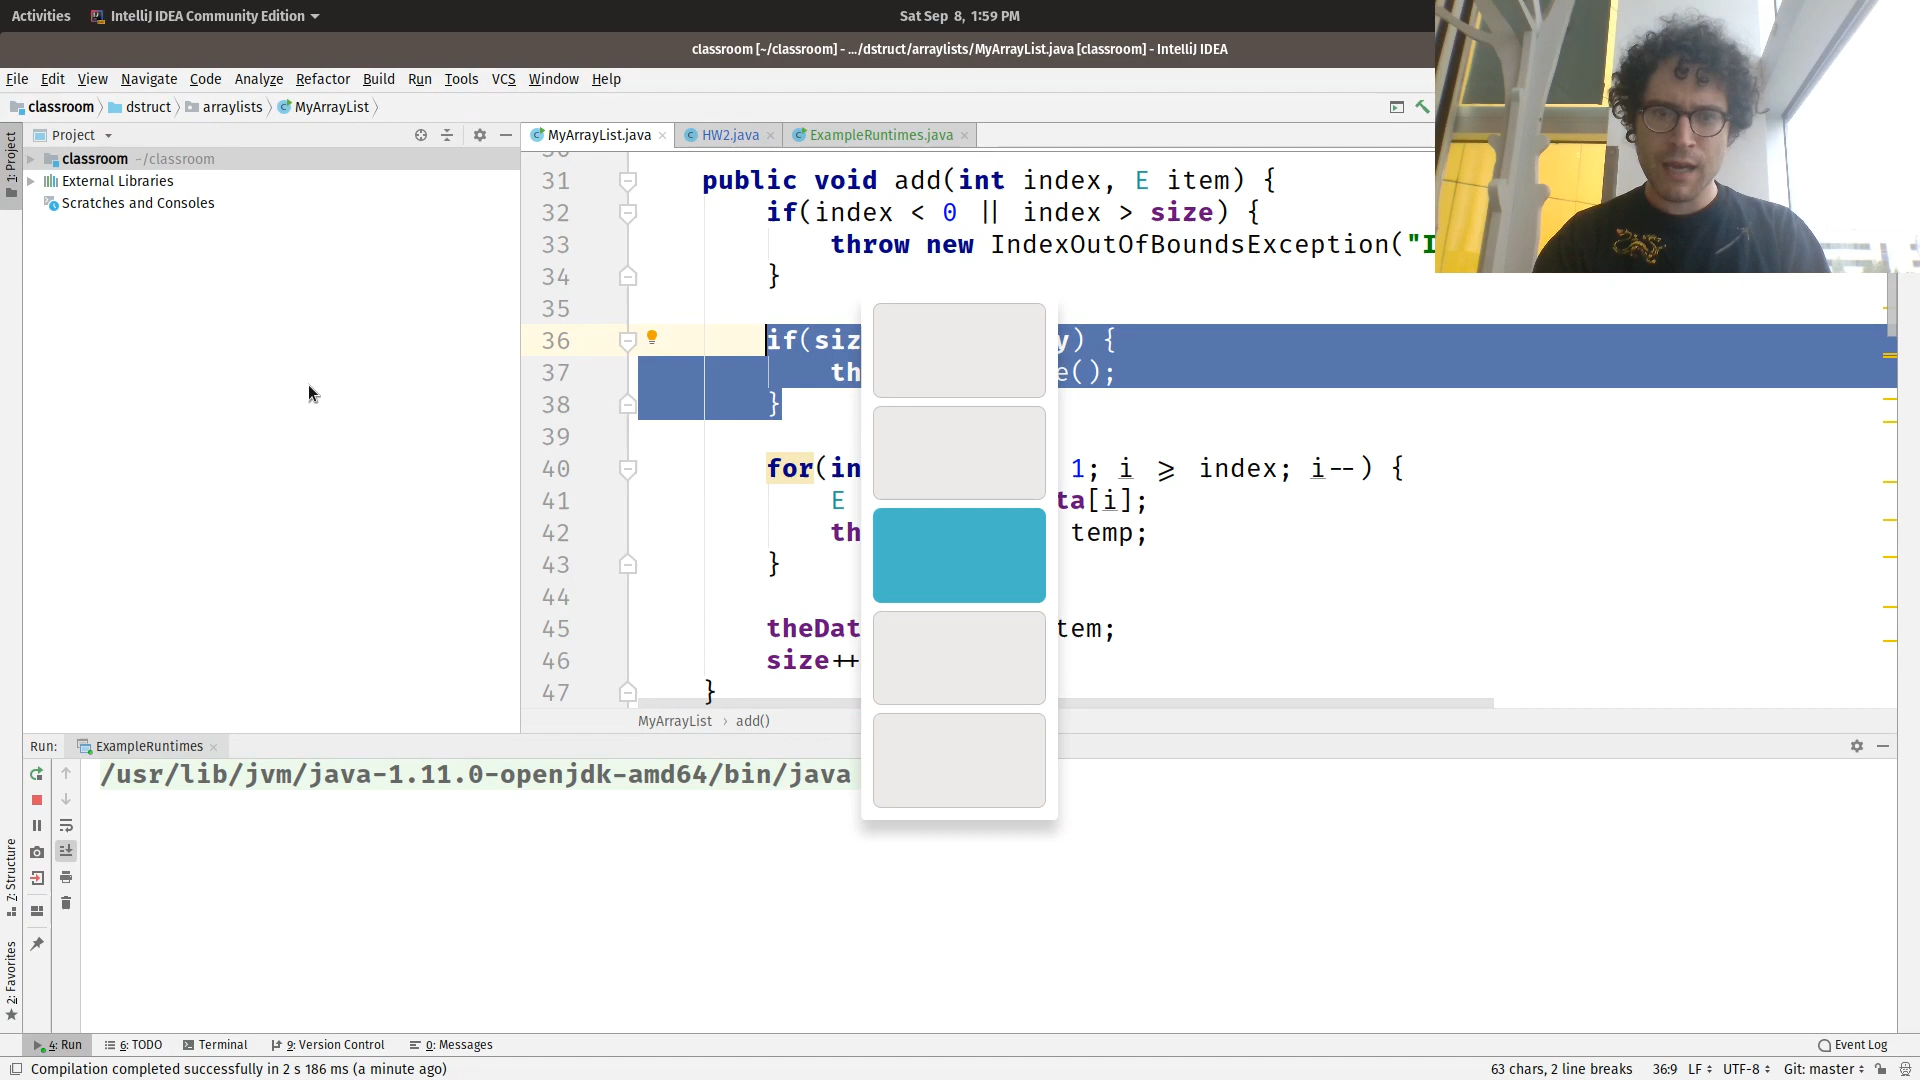 Activities IntelliJ IDEA Community Edition Sat Sep 8, 1:59 PM
classroom [~/classroom] - .../dstruct/arraylists/MyArrayList.java [classroom] - IntelliJ IDEA
File Edit View Navigate Code Analyze Refactor Build Run Tools VCS Window Help
classroom dstruct arraylists MyArrayList
1: Project
Project
MyArrayList.java HW2.java ExampleRuntimes.java
classroom ~/classroom
External Libraries
Scratches and Consoles
31 public void add(int index, E item) {
32 if(index < 0 || index > size) {
33 throw new IndexOutOfBoundsException("I
34 }
35
36 if(siz y) {
37 th e();
38 }
39
40 for(in 1; i ⩾ index; i--) {
41 E ta[i];
42 th temp;
43 }
44
45 theDat tem;
46 size++
47 }
MyArrayList › add()
Run: ExampleRuntimes
/usr/lib/jvm/java-1.11.0-openjdk-amd64/bin/java
7: Structure
2: Favorites
4: Run 6: TODO Terminal 9: Version Control 0: Messages Event Log
Compilation completed successfully in 2 s 186 ms (a minute ago) 63 chars, 2 line breaks 36:9 LF UTF-8 Git: master